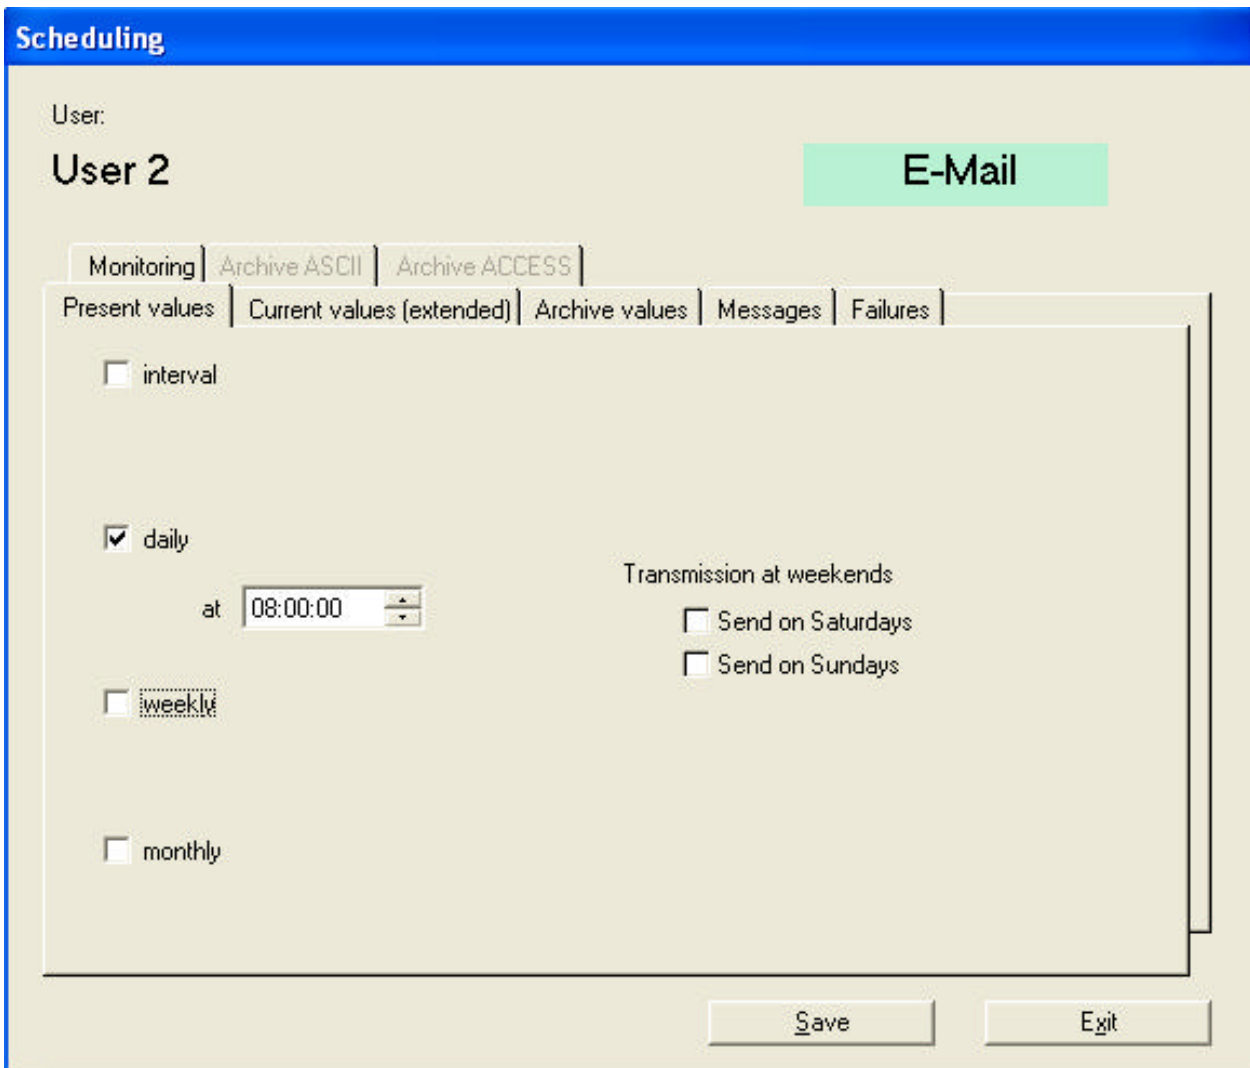 Scheduling
User:
User 2
E-Mail
Monitoring Archive ASCII Archive ACCESS
Present values Current values (extended) Archive values Messages Failures
interval
daily
Transmission at weekends
at 08:00:00
Send on Saturdays
Send on Sundays
weekly
monthly
Save Exit